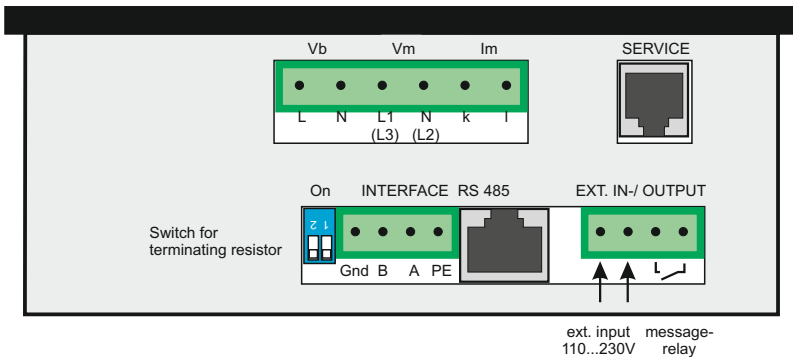 Vb Vm Im SERVICE
L N L1 N k l
(L3) (L2)
On INTERFACE RS 485 EXT. IN-/ OUTPUT
2 1
Switch for
terminating resistor
Gnd B A PE
ext. input message-
110...230V relay